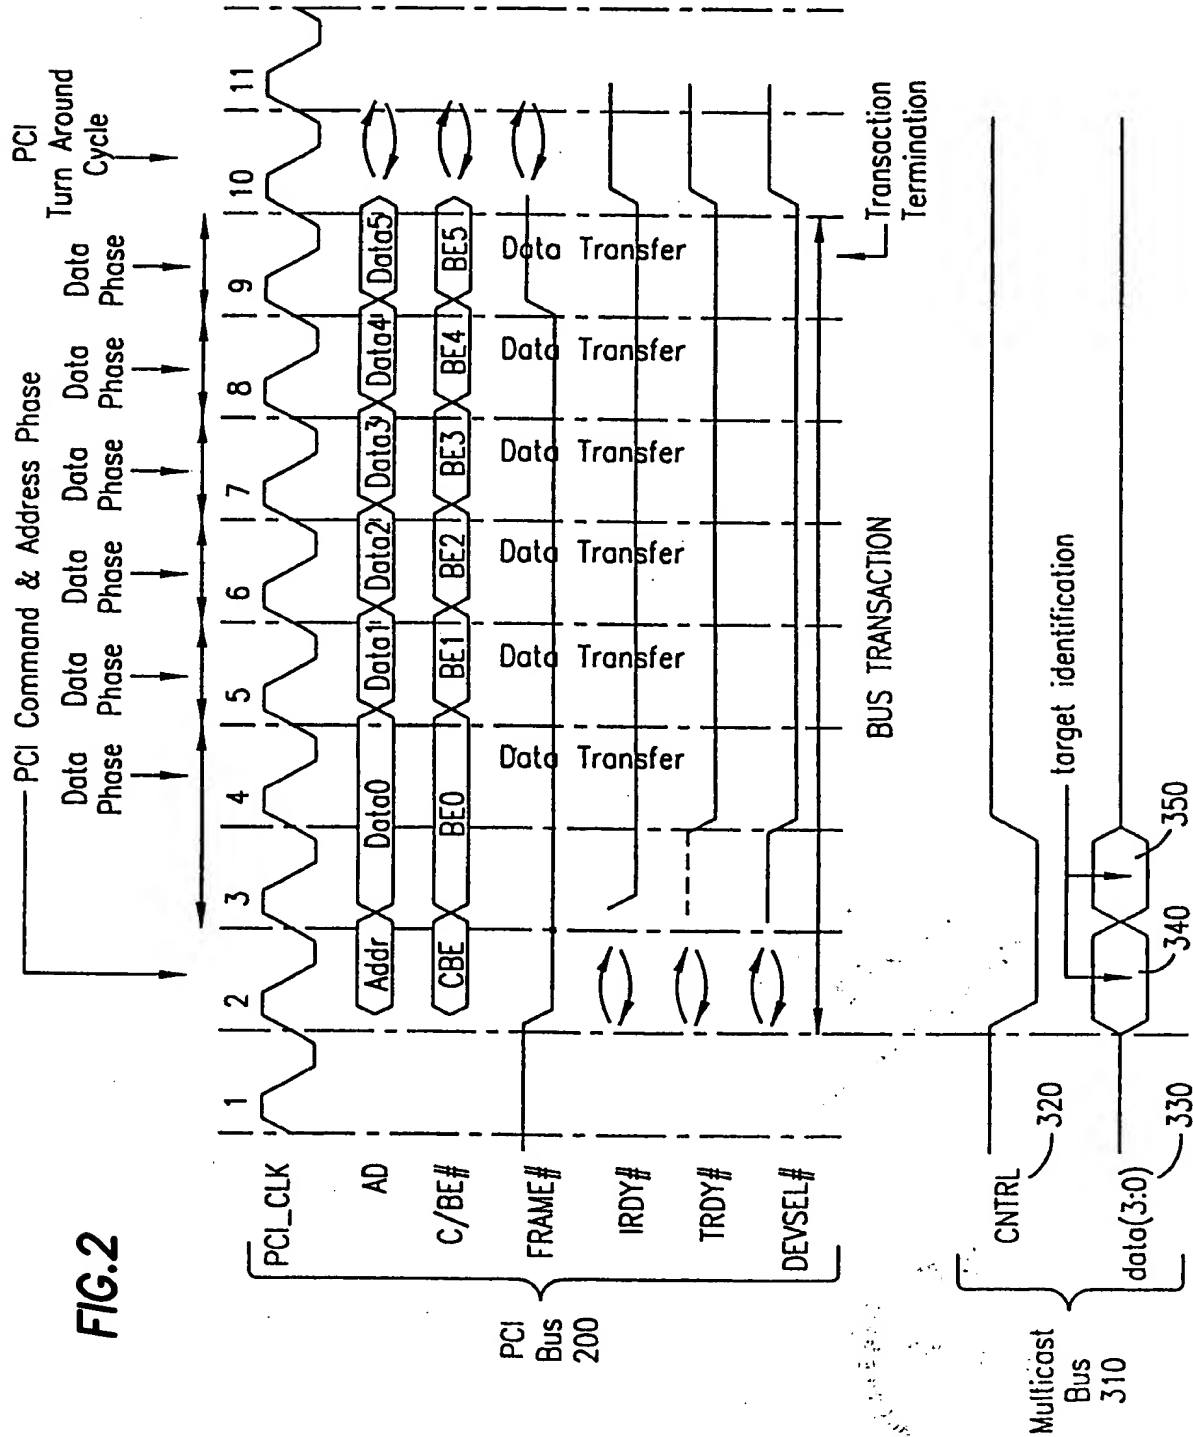 FIG.2
PCI Command & Address Phase
Data
Phase
Data
Phase
Data
Phase
Data
Phase
Data
Phase
Data
Phase
PCI
Turn Around
Cycle
1
2
3
4
5
6
7
8
9
10
11
PCI_CLK
AD
Addr
Data0
Data1
Data2
Data3
Data4
Data5
C/BE#
CBE
BE0
BE1
BE2
BE3
BE4
BE5
FRAME#
IRDY#
TRDY#
DEVSEL#
Data Transfer
Data Transfer
Data Transfer
Data Transfer
Data Transfer
Data Transfer
PCI
Bus
200
BUS TRANSACTION
Transaction
Termination
CNTRL
320
target identification
data(3:0)
330
340
350
Multicast
Bus
310